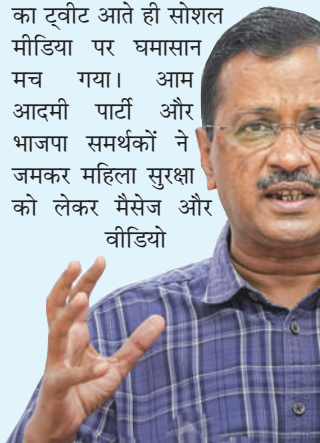 का ट्वीट आते ही सोशल
मीडिया पर घमासान
मच गया। आम
आदमी पार्टी और
भाजपा समर्थकों ने
जमकर महिला सुरक्षा
को लेकर मैसेज और
वीडियो